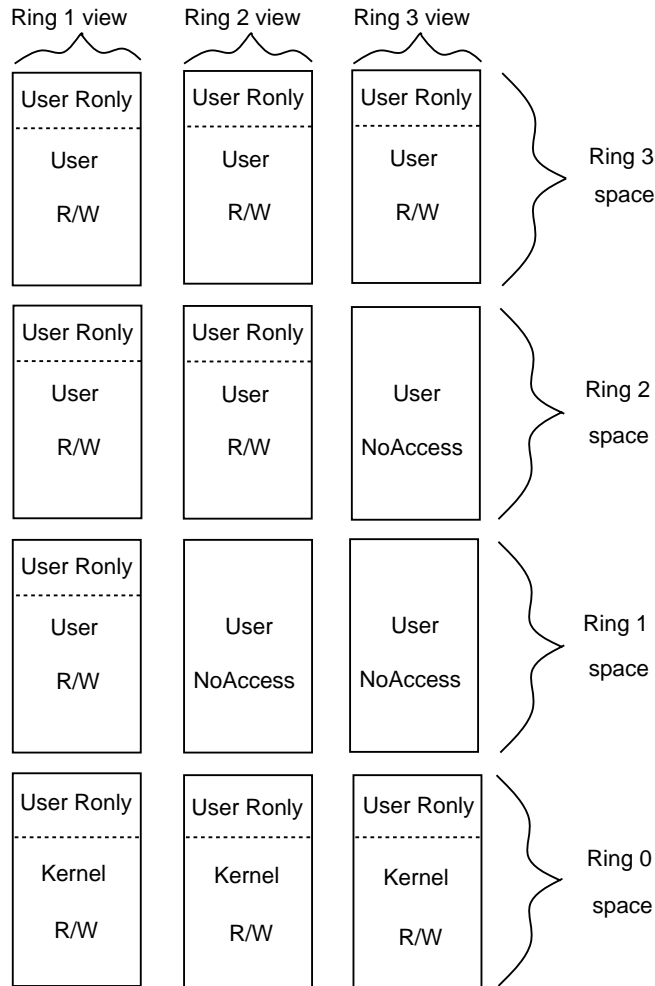 Ring 1 view
Ring 2 view
Ring 3 view
User Ronly
User
R/W
User Ronly
User
R/W
User Ronly
User
R/W
Ring 3
space
User Ronly
User
R/W
User Ronly
User
R/W
User
NoAccess
Ring 2
space
User Ronly
User
R/W
User
NoAccess
User
NoAccess
Ring 1
space
User Ronly
Kernel
R/W
User Ronly
Kernel
R/W
User Ronly
Kernel
R/W
Ring 0
space